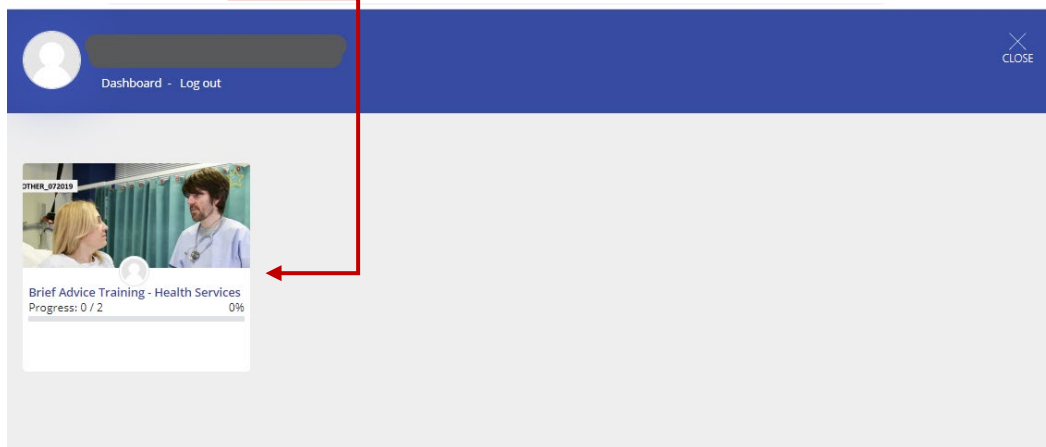 CLOSE
Dashboard - Log out
OTHER_072019
Brief Advice Training - Health Services
Progress: 0 / 2 0%